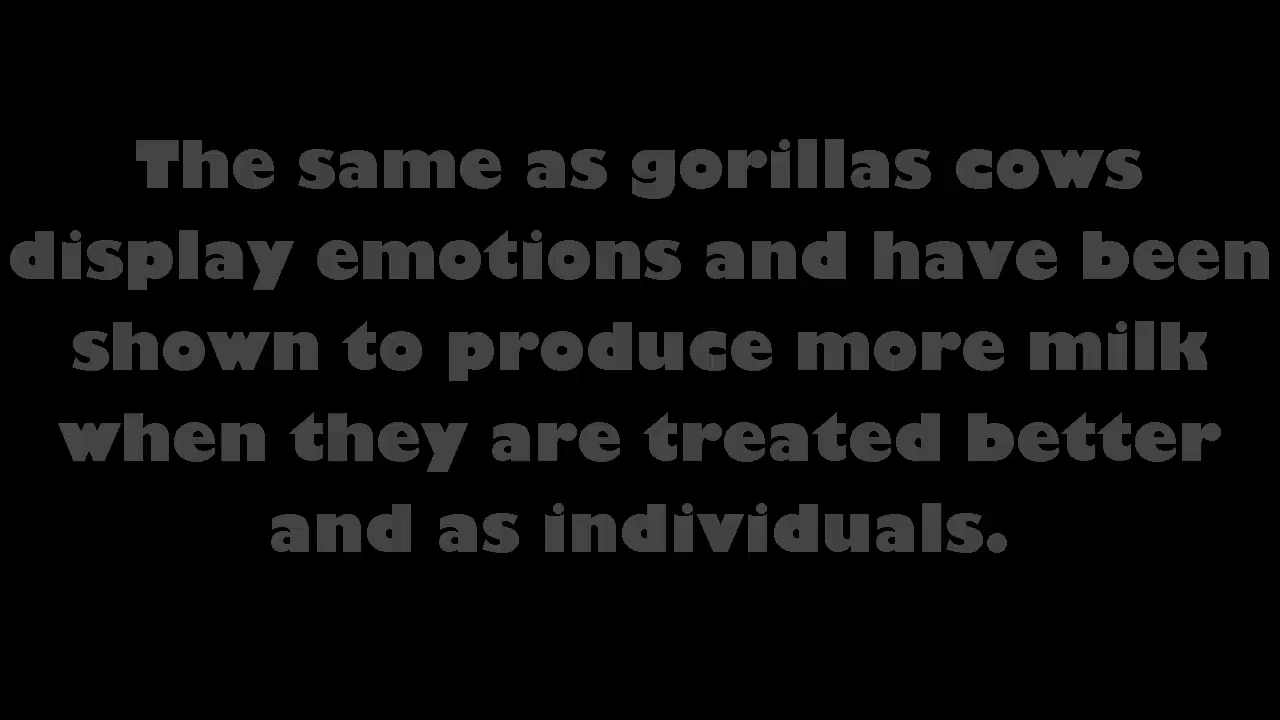 The same as gorillas cows
display emotions and have been
shown to produce more milk
when they are treated better
and as individuals.